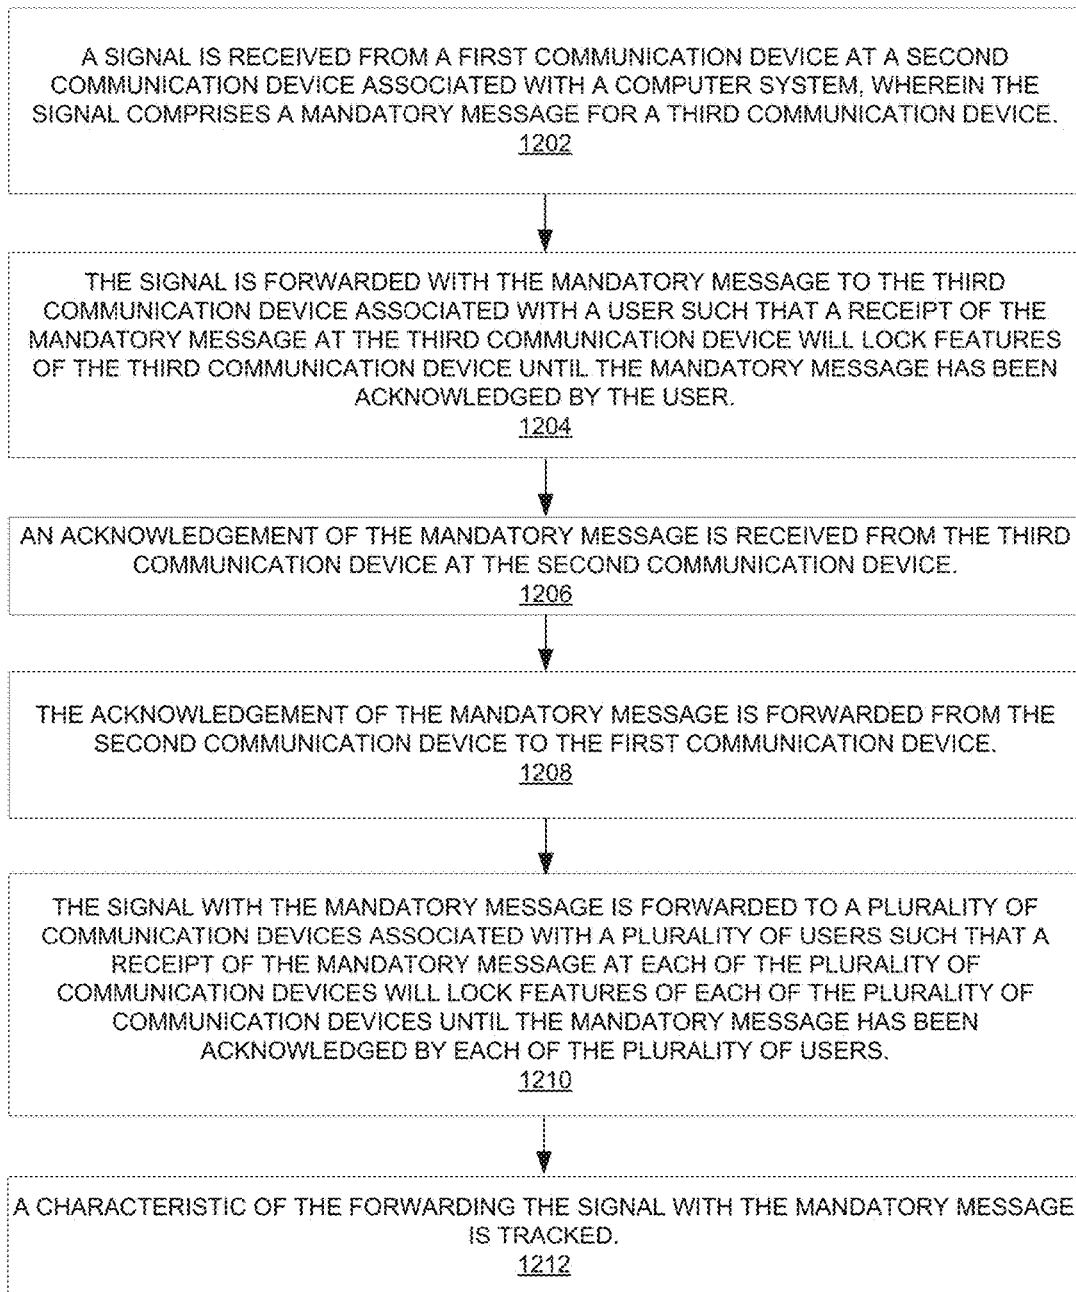 A SIGNAL IS RECEIVED FROM A FIRST COMMUNICATION DEVICE AT A SECOND
COMMUNICATION DEVICE ASSOCIATED WITH A COMPUTER SYSTEM, WHEREIN THE
SIGNAL COMPRISES A MANDATORY MESSAGE FOR A THIRD COMMUNICATION DEVICE.
1202
THE SIGNAL IS FORWARDED WITH THE MANDATORY MESSAGE TO THE THIRD
COMMUNICATION DEVICE ASSOCIATED WITH A USER SUCH THAT A RECEIPT OF THE
MANDATORY MESSAGE AT THE THIRD COMMUNICATION DEVICE WILL LOCK FEATURES
OF THE THIRD COMMUNICATION DEVICE UNTIL THE MANDATORY MESSAGE HAS BEEN
ACKNOWLEDGED BY THE USER.
1204
AN ACKNOWLEDGEMENT OF THE MANDATORY MESSAGE IS RECEIVED FROM THE THIRD
COMMUNICATION DEVICE AT THE SECOND COMMUNICATION DEVICE.
1206
THE ACKNOWLEDGEMENT OF THE MANDATORY MESSAGE IS FORWARDED FROM THE
SECOND COMMUNICATION DEVICE TO THE FIRST COMMUNICATION DEVICE.
1208
THE SIGNAL WITH THE MANDATORY MESSAGE IS FORWARDED TO A PLURALITY OF
COMMUNICATION DEVICES ASSOCIATED WITH A PLURALITY OF USERS SUCH THAT A
RECEIPT OF THE MANDATORY MESSAGE AT EACH OF THE PLURALITY OF
COMMUNICATION DEVICES WILL LOCK FEATURES OF EACH OF THE PLURALITY OF
COMMUNICATION DEVICES UNTIL THE MANDATORY MESSAGE HAS BEEN
ACKNOWLEDGED BY EACH OF THE PLURALITY OF USERS.
1210
A CHARACTERISTIC OF THE FORWARDING THE SIGNAL WITH THE MANDATORY MESSAGE
IS TRACKED.
1212